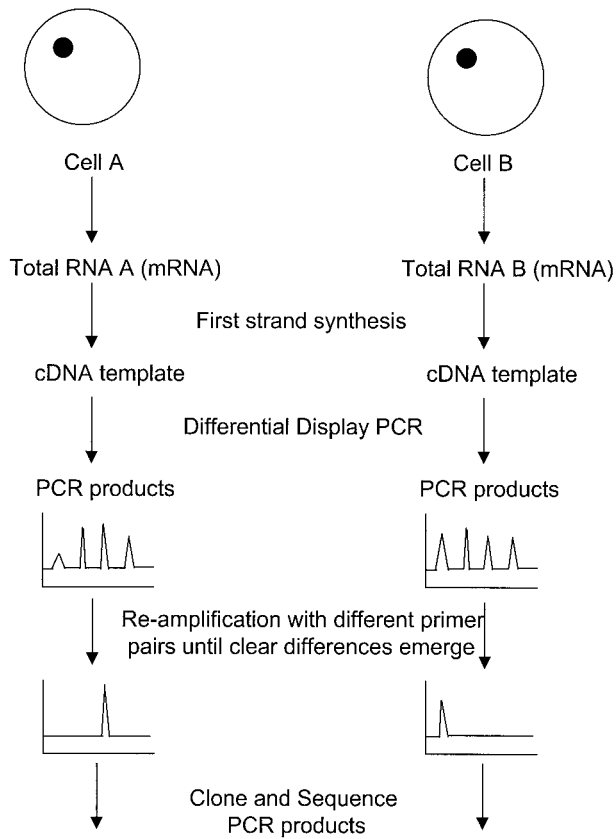 Cell A
Cell B
Total RNA A (mRNA)
Total RNA B (mRNA)
First strand synthesis
cDNA template
cDNA template
Differential Display PCR
PCR products
PCR products
Re-amplification with different primer
pairs until clear differences emerge
Clone and Sequence
PCR products